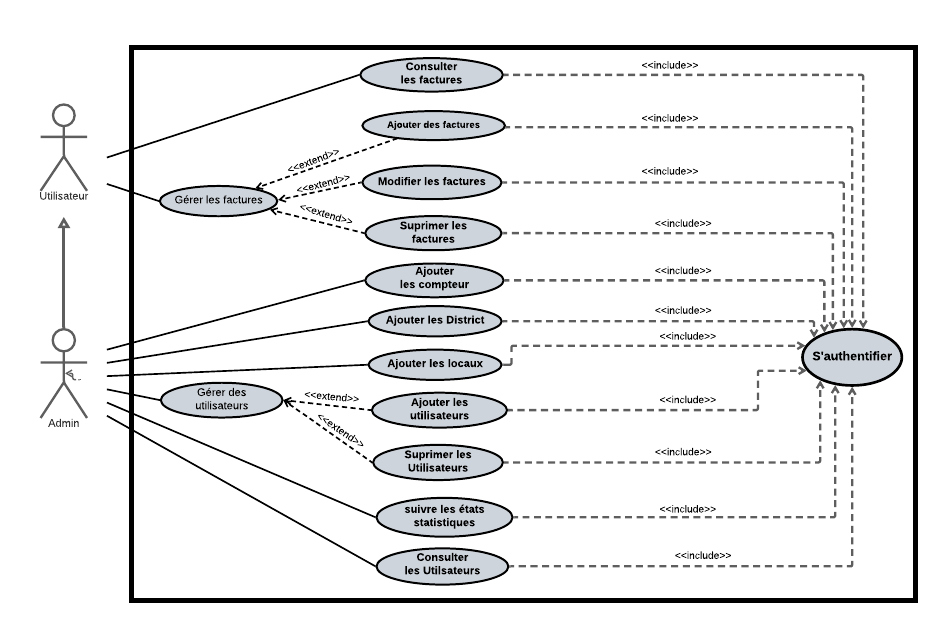 Consulter
les factures
<<include>>
Ajouter des factures
<<include>>
<<extend>>
Utilisateur
Gérer les factures
<<extend>>
Modifier les factures
<<include>>
<<extend>>
Suprimer les
factures
<<include>>
Ajouter
les compteur
<<include>>
Ajouter les District
<<include>>
Ajouter les locaux
<<include>>
S'authentifier
Admin
Gérer des
utilisateurs
<<extend>>
Ajouter les
utilisateurs
<<include>>
<<extend>>
Suprimer les
Utilisateurs
<<include>>
suivre les états
statistiques
<<include>>
Consulter
les Utilsateurs
<<include>>